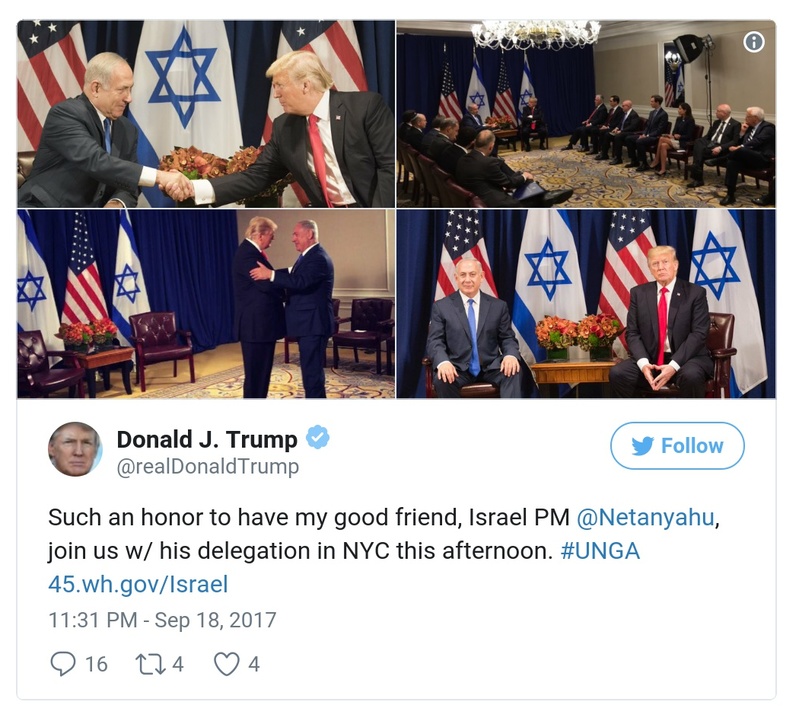 Donald J. Trump
@realDonaldTrump
Follow
Such an honor to have my good friend, Israel PM @Netanyahu,
join us w/ his delegation in NYC this afternoon. #UNGA
45.wh.gov/Israel
11:31 PM - Sep 18, 2017
16 4 4